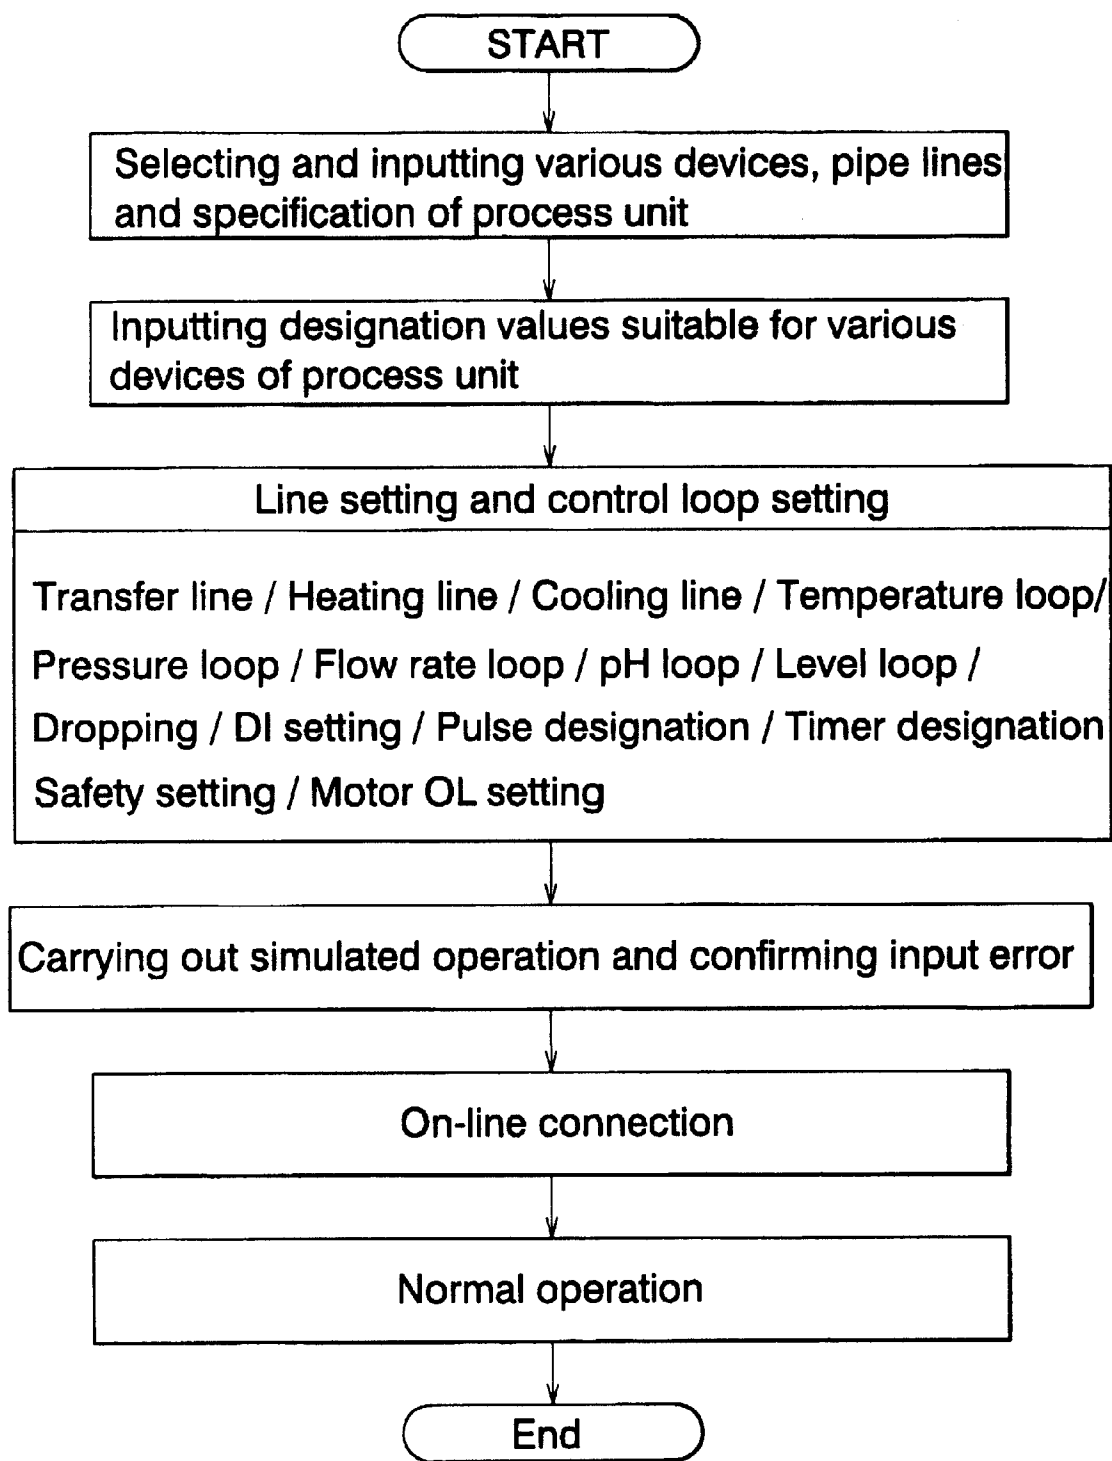 START
Selecting and inputting various devices, pipe lines
and specification of process unit
Inputting designation values suitable for various
devices of process unit
Line setting and control loop setting
Transfer line / Heating line / Cooling line / Temperature loop/
Pressure loop / Flow rate loop / pH loop / Level loop /
Dropping / DI setting / Pulse designation / Timer designation
Safety setting / Motor OL setting
Carrying out simulated operation and confirming input error
On-line connection
Normal operation
End